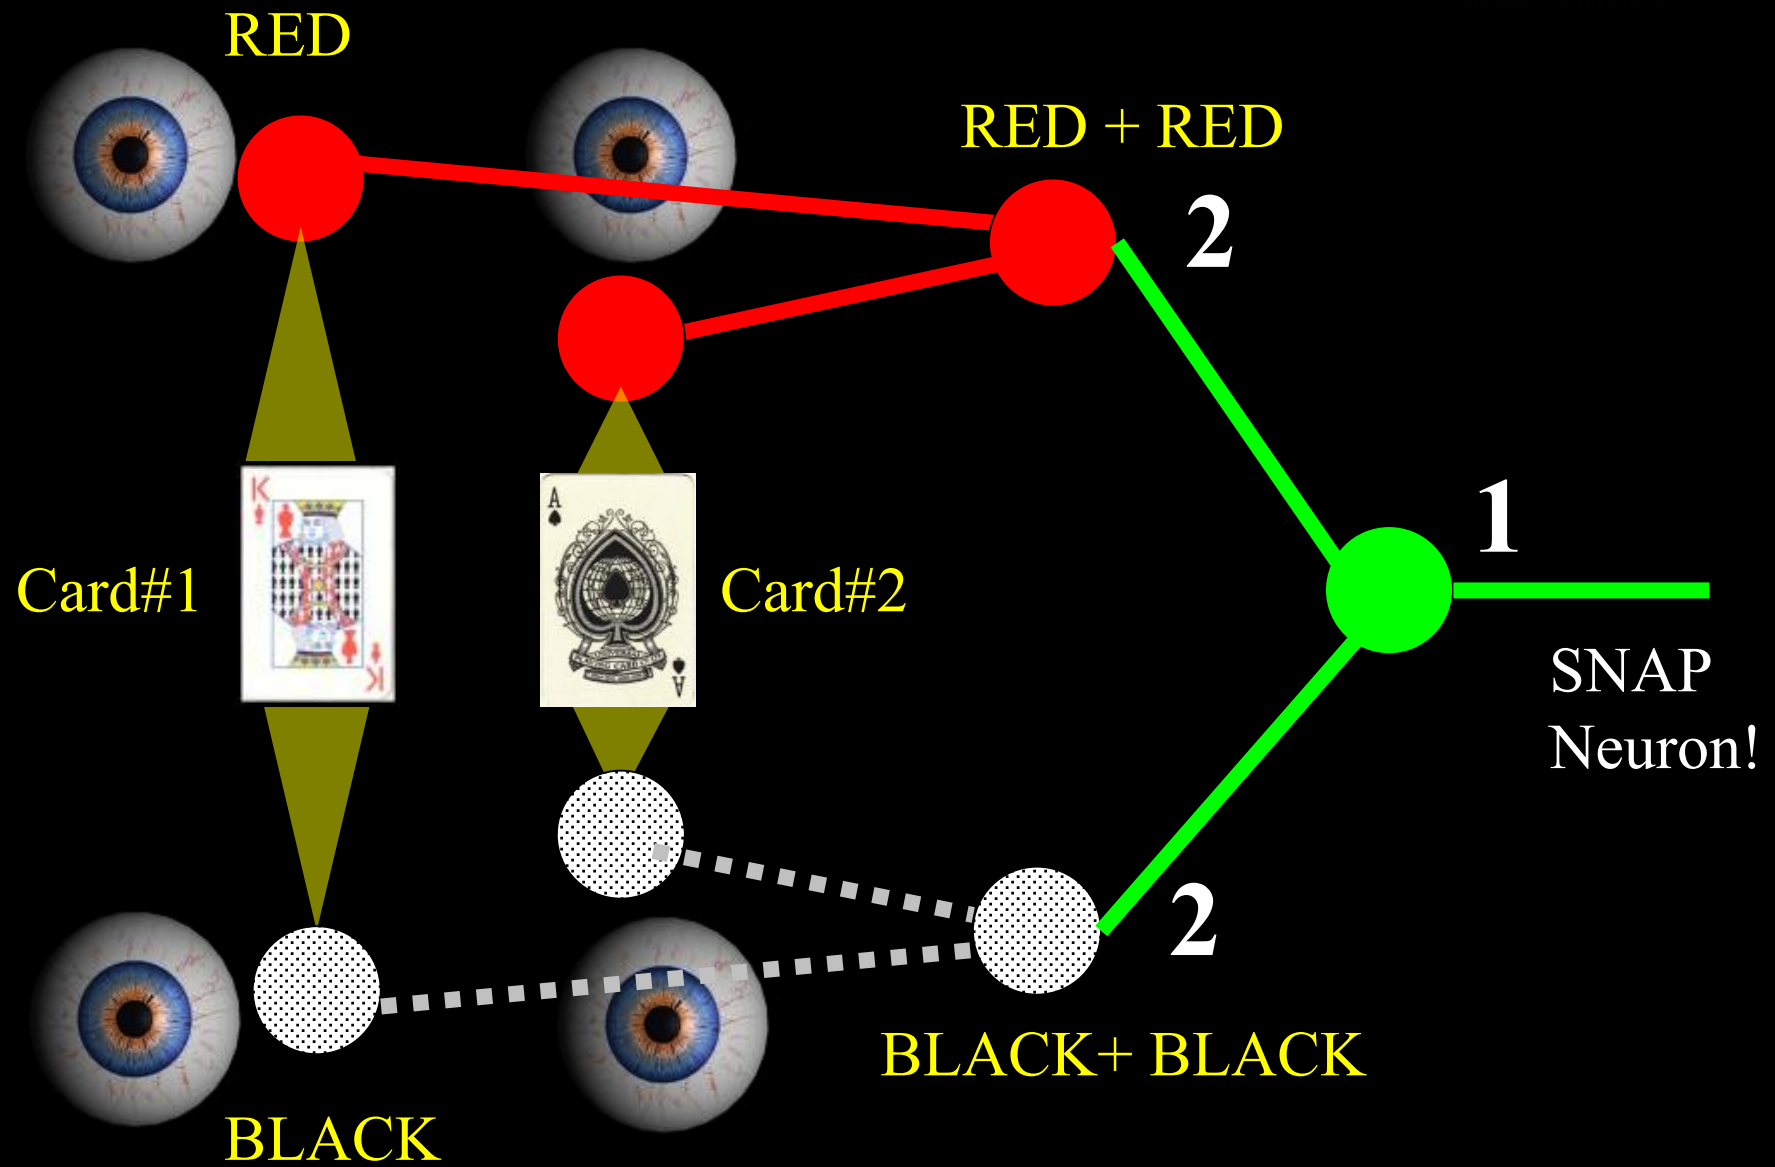 RED
RED + RED
2
K
A
1
Card#1
Card#2
SNAP
Neuron!
K
A
2
BLACK+ BLACK
BLACK